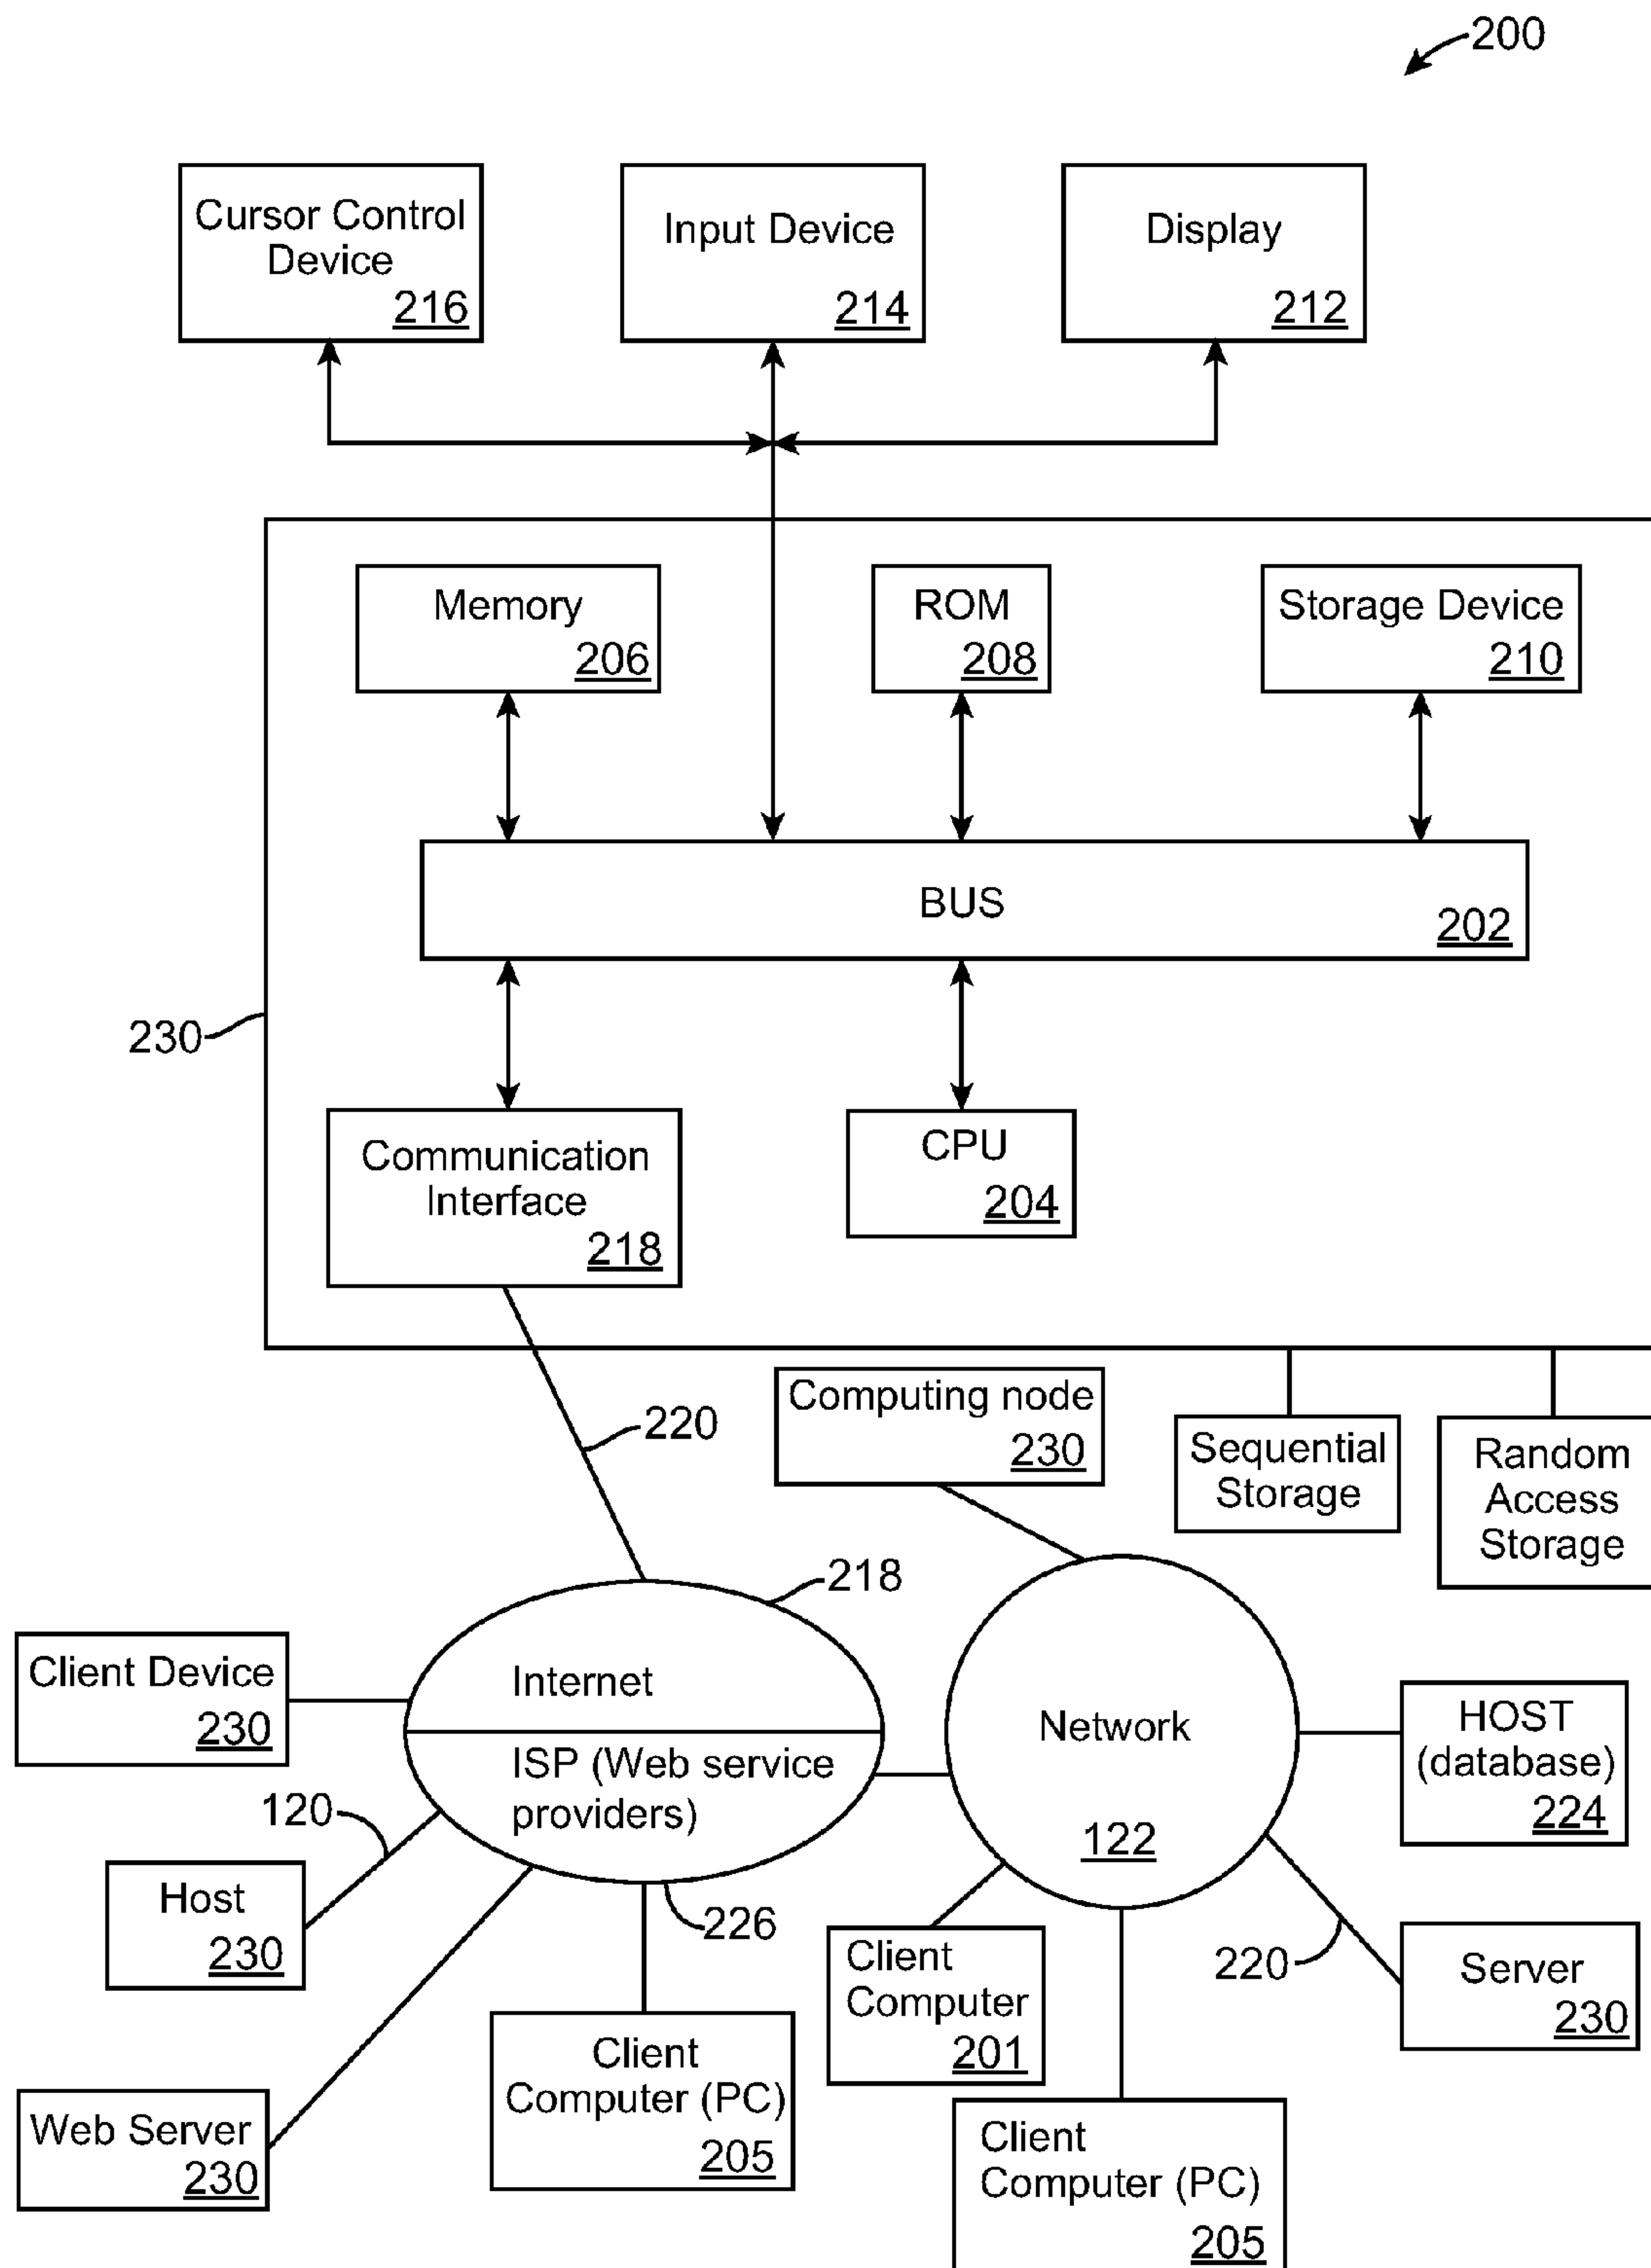 200
Cursor Control
Device
216
Input Device
214
Display
212
Memory
206
ROM
208
Storage Device
210
BUS
202
230
Communication
Interface
218
CPU
204
220
Computing node
230
Sequential
Storage
Random
Access
Storage
218
Client Device
230
Internet
ISP (Web service
providers)
Network
122
HOST
(database)
224
120
Host
230
226
Client
Computer
201
220
Server
230
Web Server
230
Client
Computer (PC)
205
Client
Computer (PC)
205